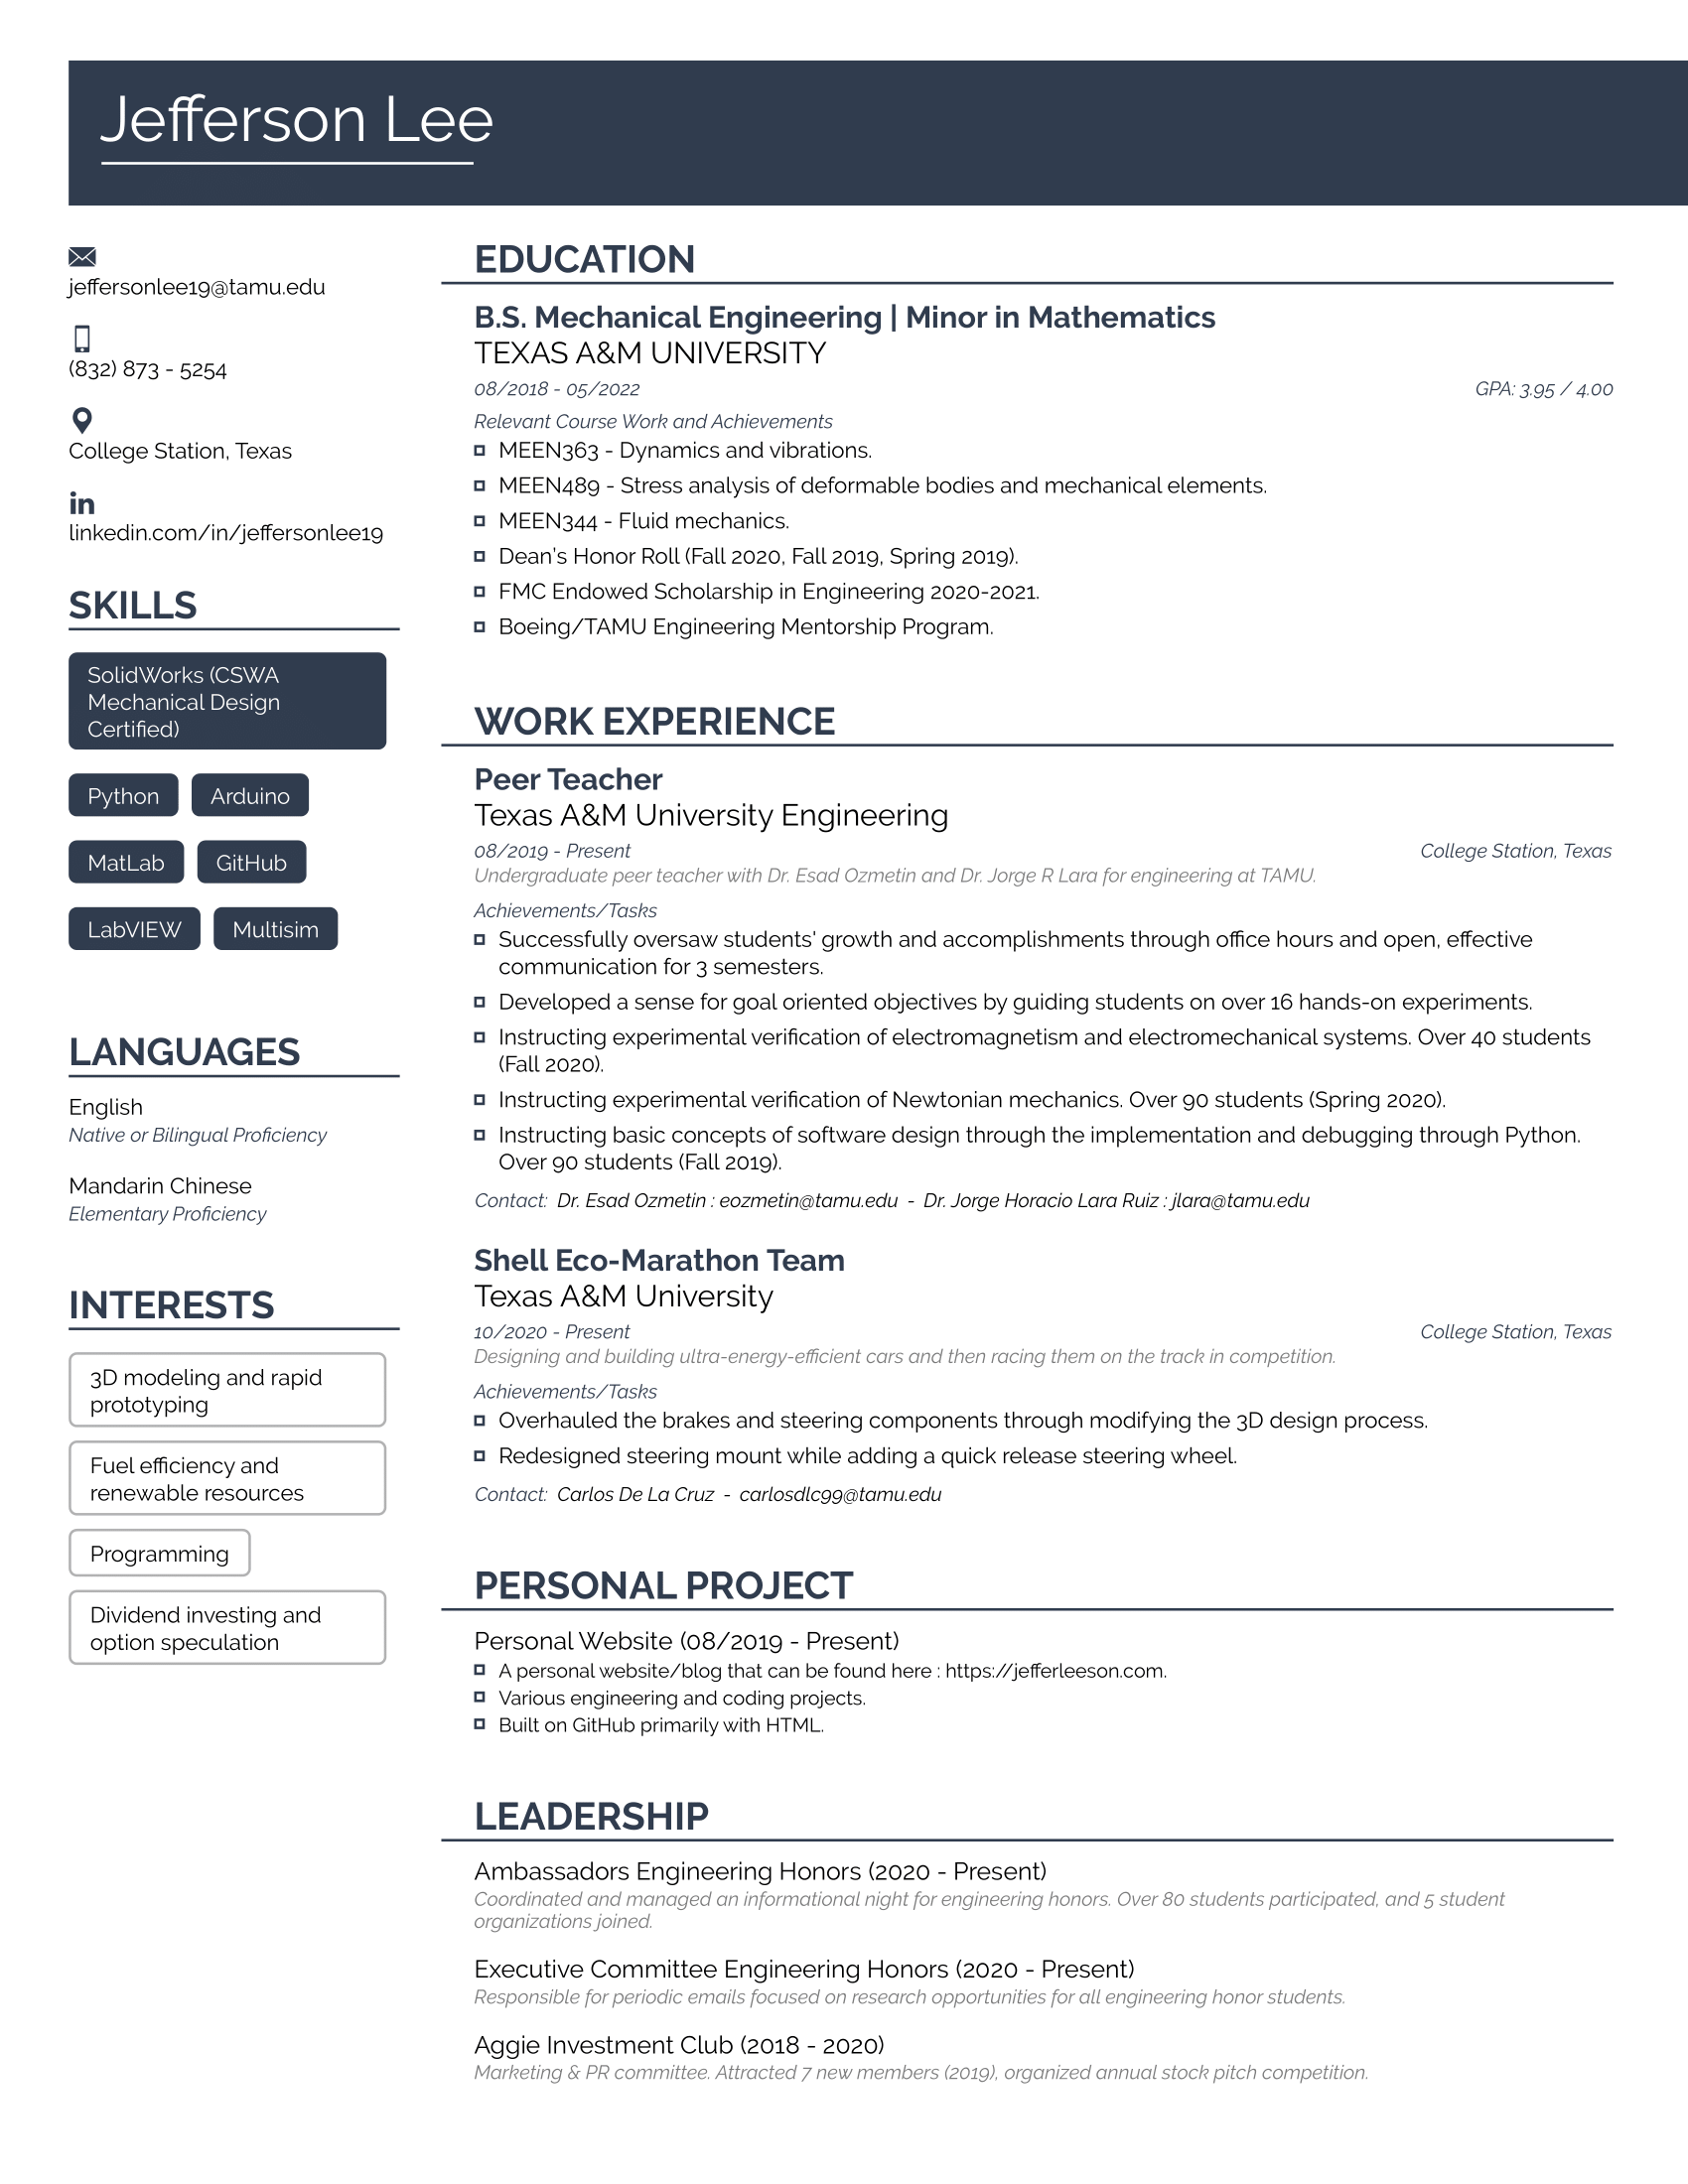 Jefferson Lee
jeffersonlee19@tamu.edu
(832) 873 - 5254
College Station, Texas
linkedin.com/in/jeffersonlee19
SKILLS
SolidWorks (CSWA
Mechanical Design
Certified)
Python Arduino
MatLab GitHub
LabVIEW Multisim
LANGUAGES
English
Native or Bilingual Proficiency
Mandarin Chinese
Elementary Proficiency
INTERESTS
3D modeling and rapid
prototyping
Fuel efficiency and
renewable resources
Programming
Dividend investing and
option speculation
EDUCATION
B.S. Mechanical Engineering | Minor in Mathematics
TEXAS A&M UNIVERSITY
08/2018 - 05/2022 GPA: 3.95 / 4.00
Relevant Course Work and Achievements
MEEN363 - Dynamics and vibrations.
MEEN489 - Stress analysis of deformable bodies and mechanical elements.
MEEN344 - Fluid mechanics.
Dean's Honor Roll (Fall 2020, Fall 2019, Spring 2019).
FMC Endowed Scholarship in Engineering 2020-2021.
Boeing/TAMU Engineering Mentorship Program.
WORK EXPERIENCE
Peer Teacher
Texas A&M University Engineering
08/2019 - Present College Station, Texas
Undergraduate peer teacher with Dr. Esad Ozmetin and Dr. Jorge R Lara for engineering at TAMU.
Achievements/Tasks
Successfully oversaw students' growth and accomplishments through office hours and open, effective
communication for 3 semesters.
Developed a sense for goal oriented objectives by guiding students on over 16 hands-on experiments.
Instructing experimental verification of electromagnetism and electromechanical systems. Over 40 students
(Fall 2020).
Instructing experimental verification of Newtonian mechanics. Over 90 students (Spring 2020).
Instructing basic concepts of software design through the implementation and debugging through Python.
Over 90 students (Fall 2019).
Contact: Dr. Esad Ozmetin : eozmetin@tamu.edu - Dr. Jorge Horacio Lara Ruiz : jlara@tamu.edu
Shell Eco-Marathon Team
Texas A&M University
10/2020 - Present College Station, Texas
Designing and building ultra-energy-efficient cars and then racing them on the track in competition.
Achievements/Tasks
Overhauled the brakes and steering components through modifying the 3D design process.
Redesigned steering mount while adding a quick release steering wheel.
Contact: Carlos De La Cruz - carlosdlc99@tamu.edu
PERSONAL PROJECT
Personal Website (08/2019 - Present)
A personal website/blog that can be found here : https://jefferleeson.com.
Various engineering and coding projects.
Built on GitHub primarily with HTML.
LEADERSHIP
Ambassadors Engineering Honors (2020 - Present)
Coordinated and managed an informational night for engineering honors. Over 80 students participated, and 5 student
organizations joined.
Executive Committee Engineering Honors (2020 - Present)
Responsible for periodic emails focused on research opportunities for all engineering honor students.
Aggie Investment Club (2018 - 2020)
Marketing & PR committee. Attracted 7 new members (2019), organized annual stock pitch competition.